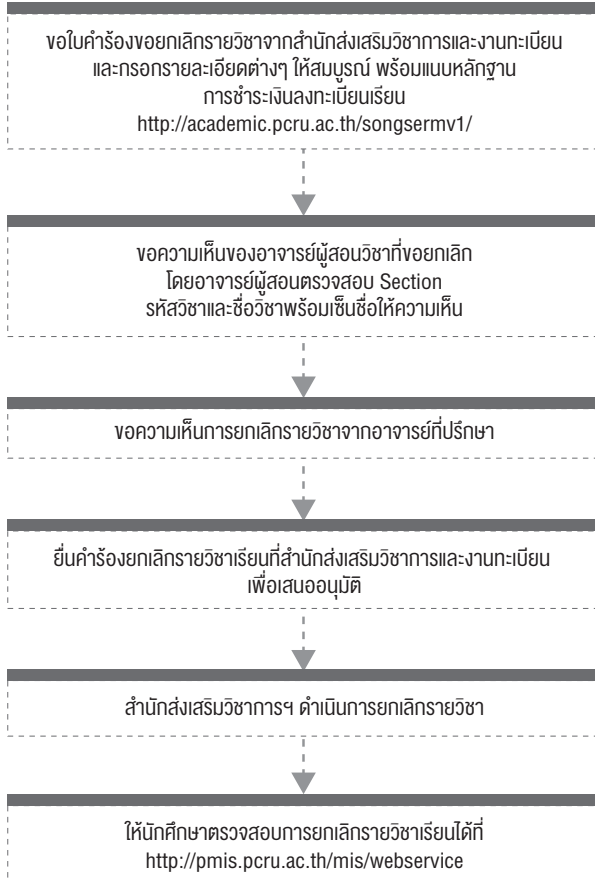 ขอใบคำร้องขอยกเลิกรายวิชาจากสำนักส่งเสริมวิชาการและงานทะเบียน
และกรอกรายละเอียดต่างๆ ให้สมบูรณ์ พร้อมแนบหลักฐาน
การชำระเงินลงทะเบียนเรียน
http://academic.pcru.ac.th/songsermv1/
ขอความเห็นของอาจารย์ผู้สอนวิชาที่ขอยกเลิก
โดยอาจารย์ผู้สอนตรวจสอบ Section
รหัสวิชาและชื่อวิชาพร้อมเซ็นชื่อให้ความเห็น
ขอความเห็นการยกเลิกรายวิชาจากอาจารย์ที่ปรึกษา
ยื่นคำร้องยกเลิกรายวิชาเรียนที่สำนักส่งเสริมวิชาการและงานทะเบียน
เพื่อเสนออนุมัติ
สำนักส่งเสริมวิชาการฯ ดำเนินการยกเลิกรายวิชา
ให้นักศึกษาตรวจสอบการยกเลิกรายวิชาเรียนได้ที่
http://pmis.pcru.ac.th/mis/webservice